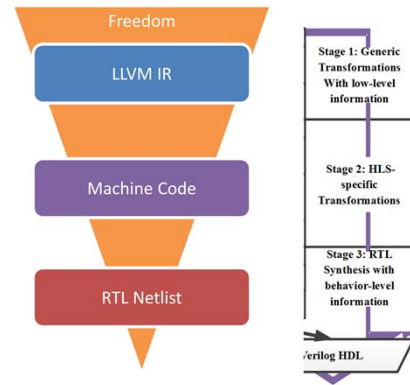 Freedom
LLVM IR
Machine Code
RTL Netlist
Stage 1: Generic
Transformations
With low-level
information
Stage 2: HLS-
specific
Transformations
Stage 3: RTL
Synthesis with
behavior-level
information
Verilog HDL